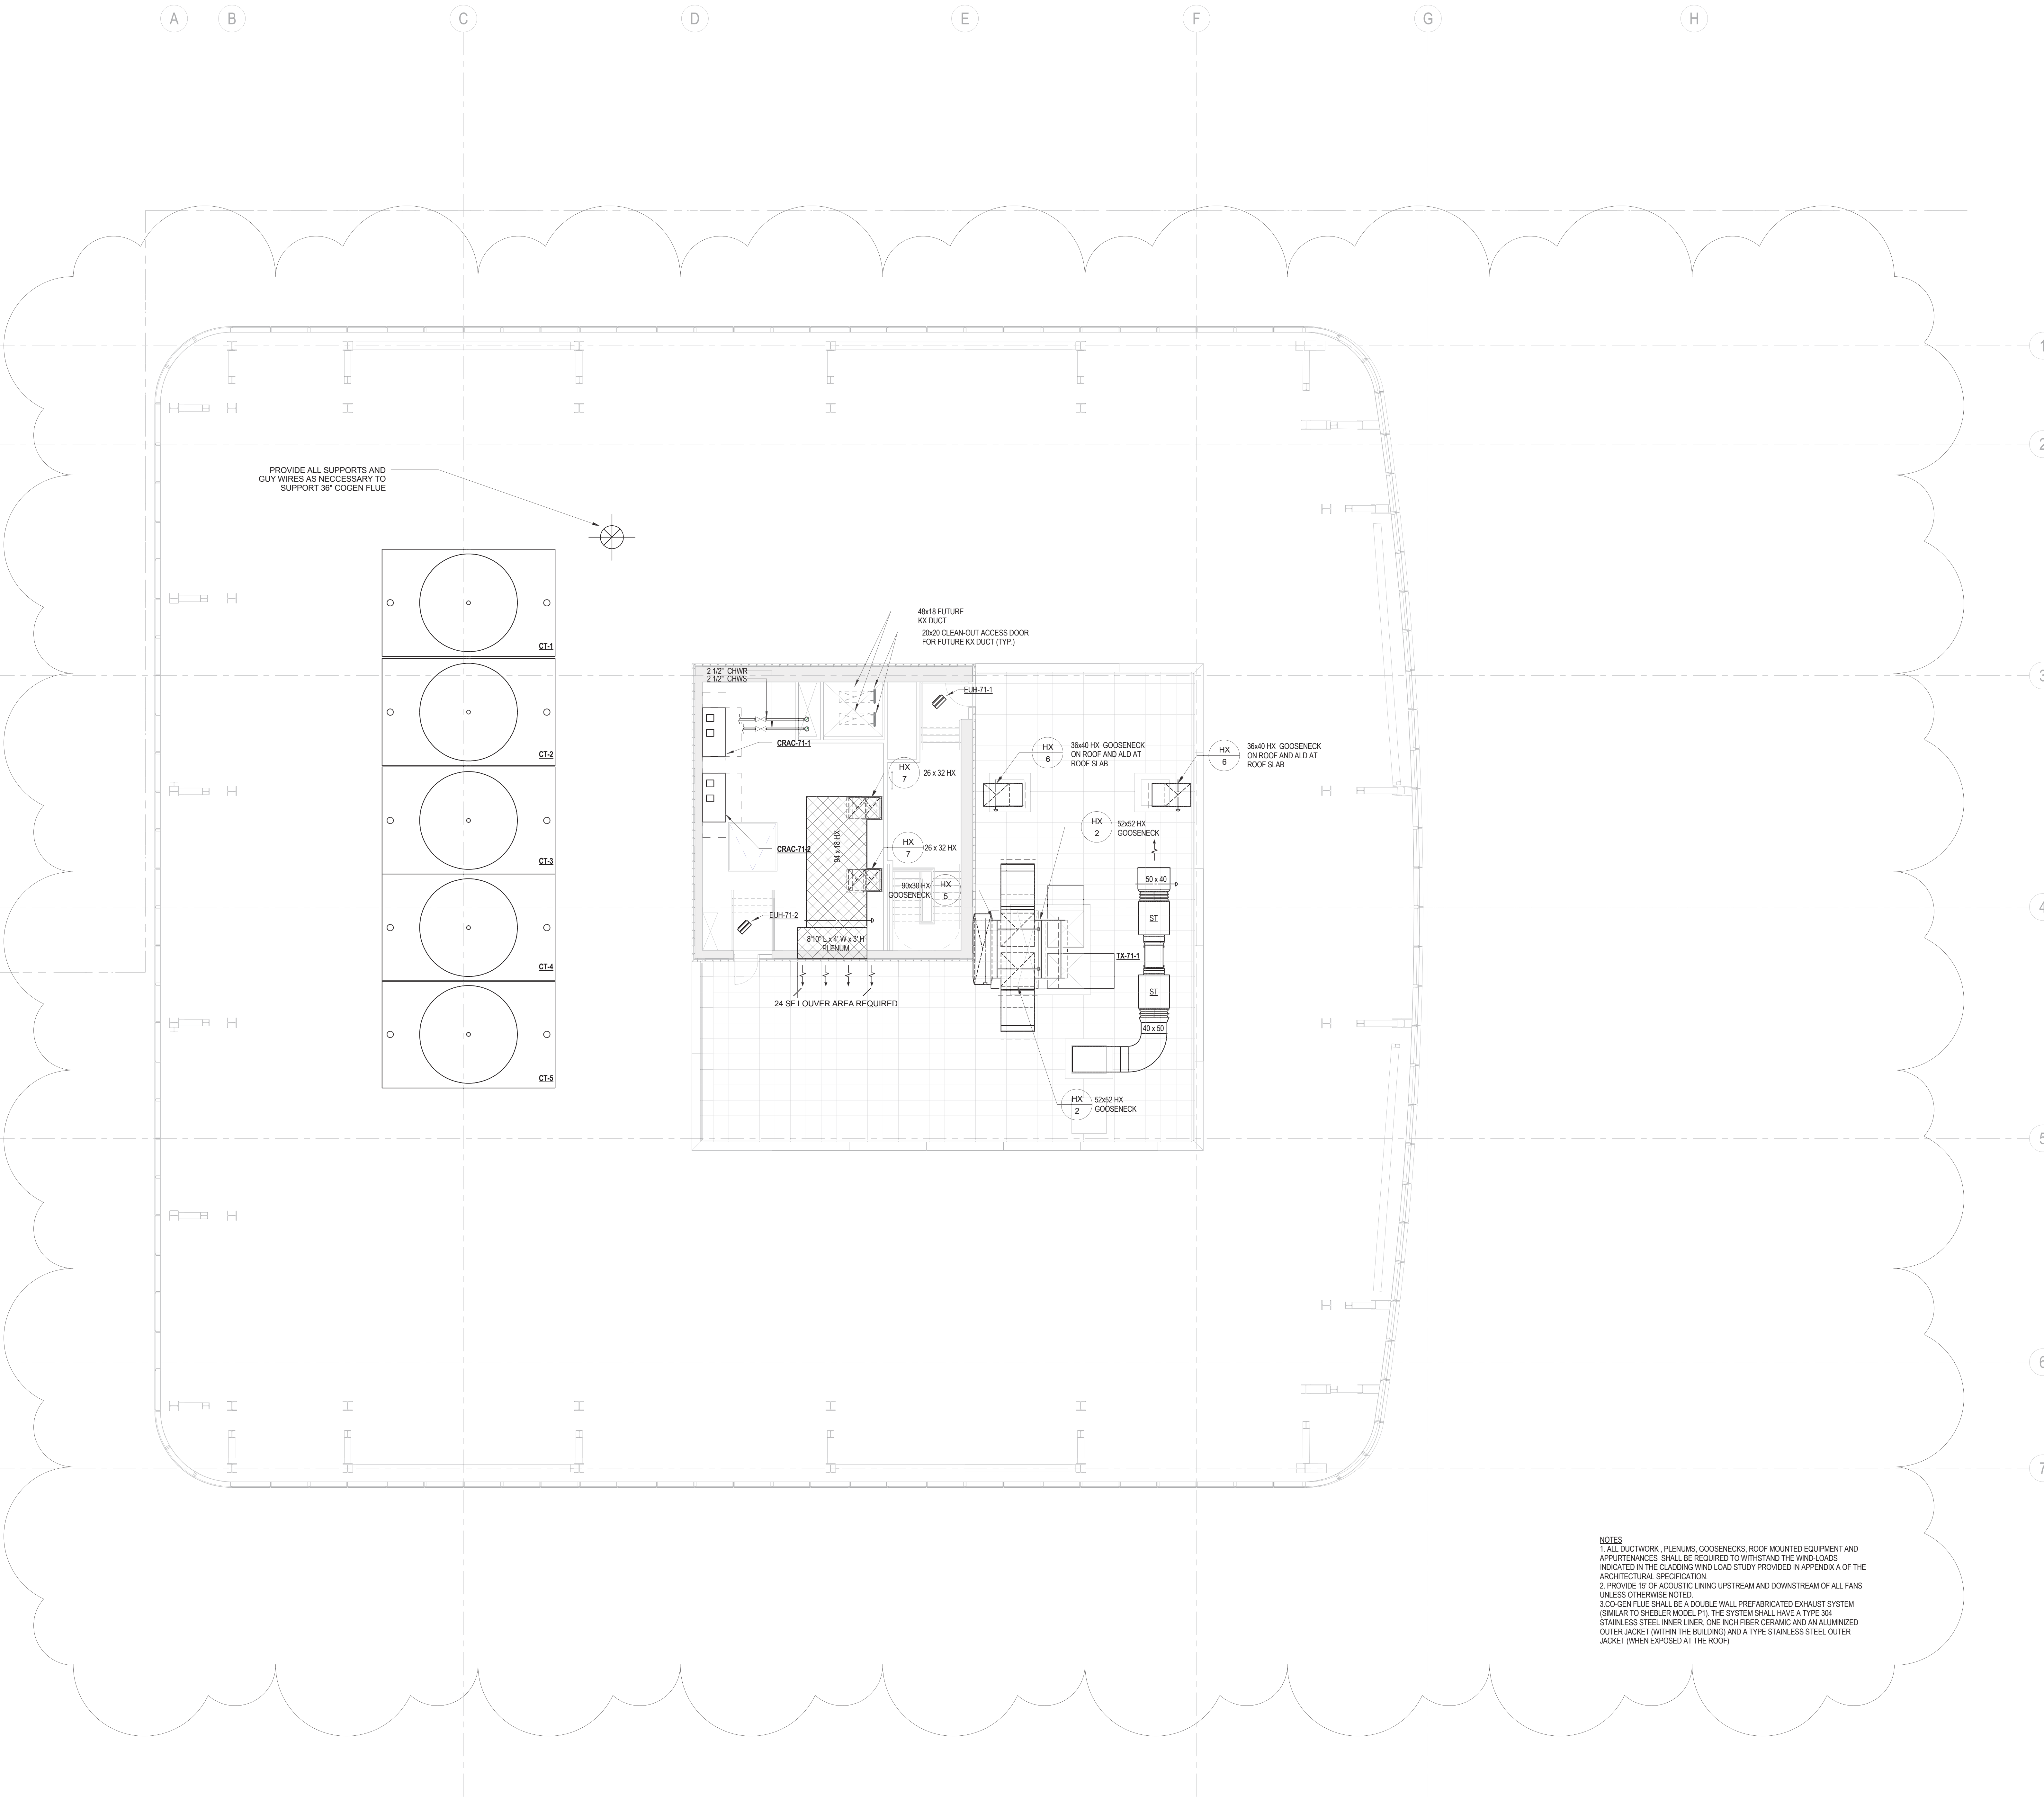 A
B
C
D
E
F
G
H
1
2
3
4
5
6
7
PROVIDE ALL SUPPORTS AND
GUY WIRES AS NECCESSARY TO
SUPPORT 36" COGEN FLUE
CT-1
CT-2
CT-3
CT-4
CT-5
48x18 FUTURE
KX DUCT
20x20 CLEAN-OUT ACCESS DOOR
FOR FUTURE KX DUCT (TYP.)
2 1/2" CHWR
2 1/2" CHWS
EUH-71-1
CRAC-71-1
HX
7
26 x 32 HX
CRAC-71-2
94 x 18 HX
HX
7
26 x 32 HX
90x30 HX
GOOSENECK
HX
5
EUH-71-2
8'10" L x 4' W x 3' H
PLENUM
24 SF LOUVER AREA REQUIRED
HX
6
36x40 HX GOOSENECK
ON ROOF AND ALD AT
ROOF SLAB
HX
6
36x40 HX GOOSENECK
ON ROOF AND ALD AT
ROOF SLAB
HX
2
52x52 HX
GOOSENECK
50 x 40
ST
TX-71-1
ST
40 x 50
HX
2
52x52 HX
GOOSENECK
NOTES
1. ALL DUCTWORK , PLENUMS, GOOSENECKS, ROOF MOUNTED EQUIPMENT AND
APPURTENANCES SHALL BE REQUIRED TO WITHSTAND THE WIND-LOADS
INDICATED IN THE CLADDING WIND LOAD STUDY PROVIDED IN APPENDIX A OF THE
ARCHITECTURAL SPECIFICATION.
2. PROVIDE 15' OF ACOUSTIC LINING UPSTREAM AND DOWNSTREAM OF ALL FANS
UNLESS OTHERWISE NOTED.
3.CO-GEN FLUE SHALL BE A DOUBLE WALL PREFABRICATED EXHAUST SYSTEM
(SIMILAR TO SHEBLER MODEL P1). THE SYSTEM SHALL HAVE A TYPE 304
STAIINLESS STEEL INNER LINER, ONE INCH FIBER CERAMIC AND AN ALUMINIZED
OUTER JACKET (WITHIN THE BUILDING) AND A TYPE STAINLESS STEEL OUTER
JACKET (WHEN EXPOSED AT THE ROOF)